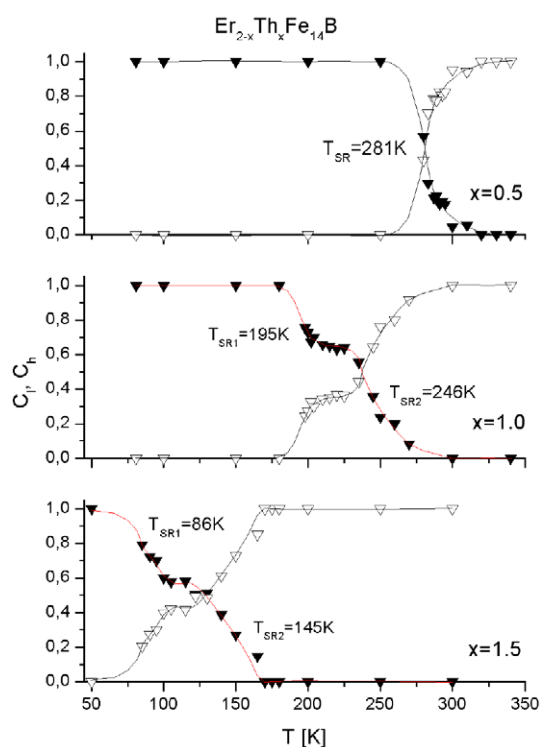 Er2-xThxFe14B
1,0
0,8
0,6
0,4
0,2
0,0
TSR=281K
x=0.5
1,0
0,8
0,6
0,4
0,2
0,0
TSR1=195K
TSR2=246K
x=1.0
Cl, Ch
1,0
0,8
0,6
0,4
0,2
0,0
TSR1=86K
TSR2=145K
x=1.5
50 100 150 200 250 300 350
T [K]